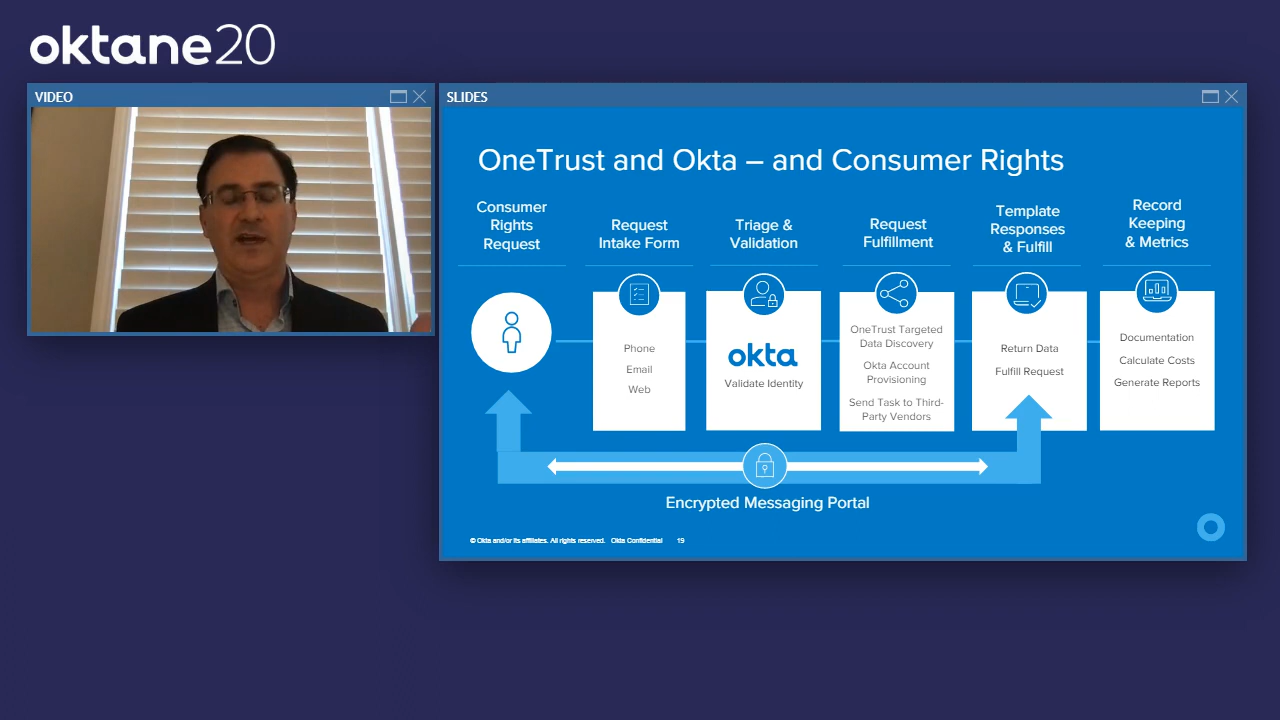 oktane20
VIDEO
SLIDES
OneTrust and Okta – and Consumer Rights
Consumer
Rights
Request
Request
Intake Form
Triage &
Validation
Request
Fulfillment
Template
Responses
& Fulfill
Record
Keeping
& Metrics
Phone
Email
Web
okta
Validate Identity
OneTrust Targeted
Data Discovery
Okta Account
Provisioning
Send Task to Third-
Party Vendors
Return Data
Fulfill Request
Documentation
Calculate Costs
Generate Reports
Encrypted Messaging Portal
© Okta and/or its affiliates. All rights reserved. Okta Confidential 19